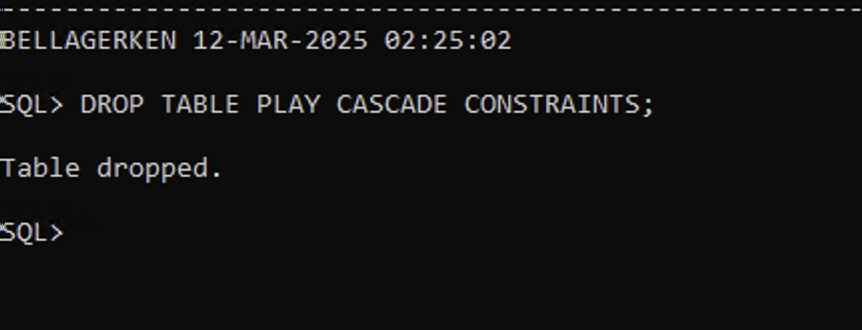 --------------------------------------------------------------------------------
BELLAGERKEN 12-MAR-2025 02:25:02
SQL> DROP TABLE PLAY CASCADE CONSTRAINTS;
Table dropped.
SQL>